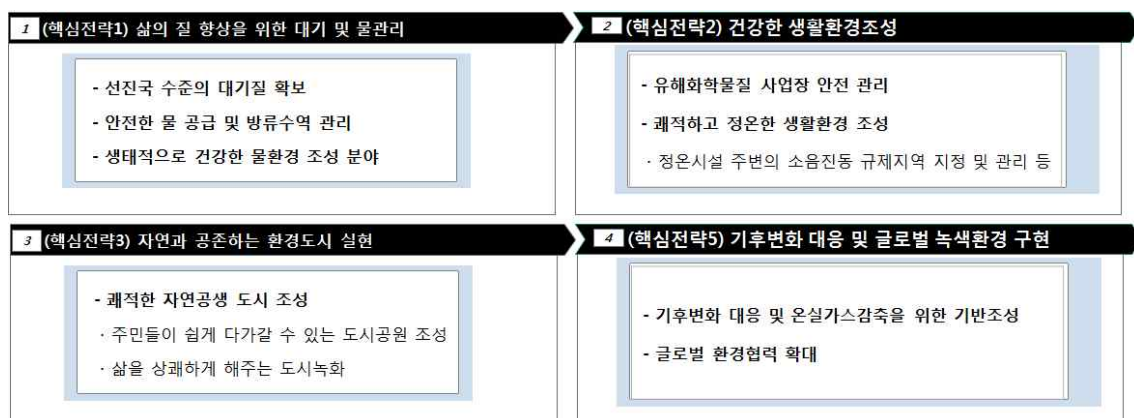 1 (핵심전략1) 삶의 질 향상을 위한 대기 및 물관리
- 선진국 수준의 대기질 확보
- 안전한 물 공급 및 방류수역 관리
- 생태적으로 건강한 물환경 조성 분야
2 (핵심전략2) 건강한 생활환경조성
- 유해화학물질 사업장 안전 관리
- 쾌적하고 정온한 생활환경 조성
· 정온시설 주변의 소음진동 규제지역 지정 및 관리 등
3 (핵심전략3) 자연과 공존하는 환경도시 실현
- 쾌적한 자연공생 도시 조성
· 주민들이 쉽게 다가갈 수 있는 도시공원 조성
· 삶을 상쾌하게 해주는 도시녹화
4 (핵심전략5) 기후변화 대응 및 글로벌 녹색환경 구현
- 기후변화 대응 및 온실가스감축을 위한 기반조성
- 글로벌 환경협력 확대